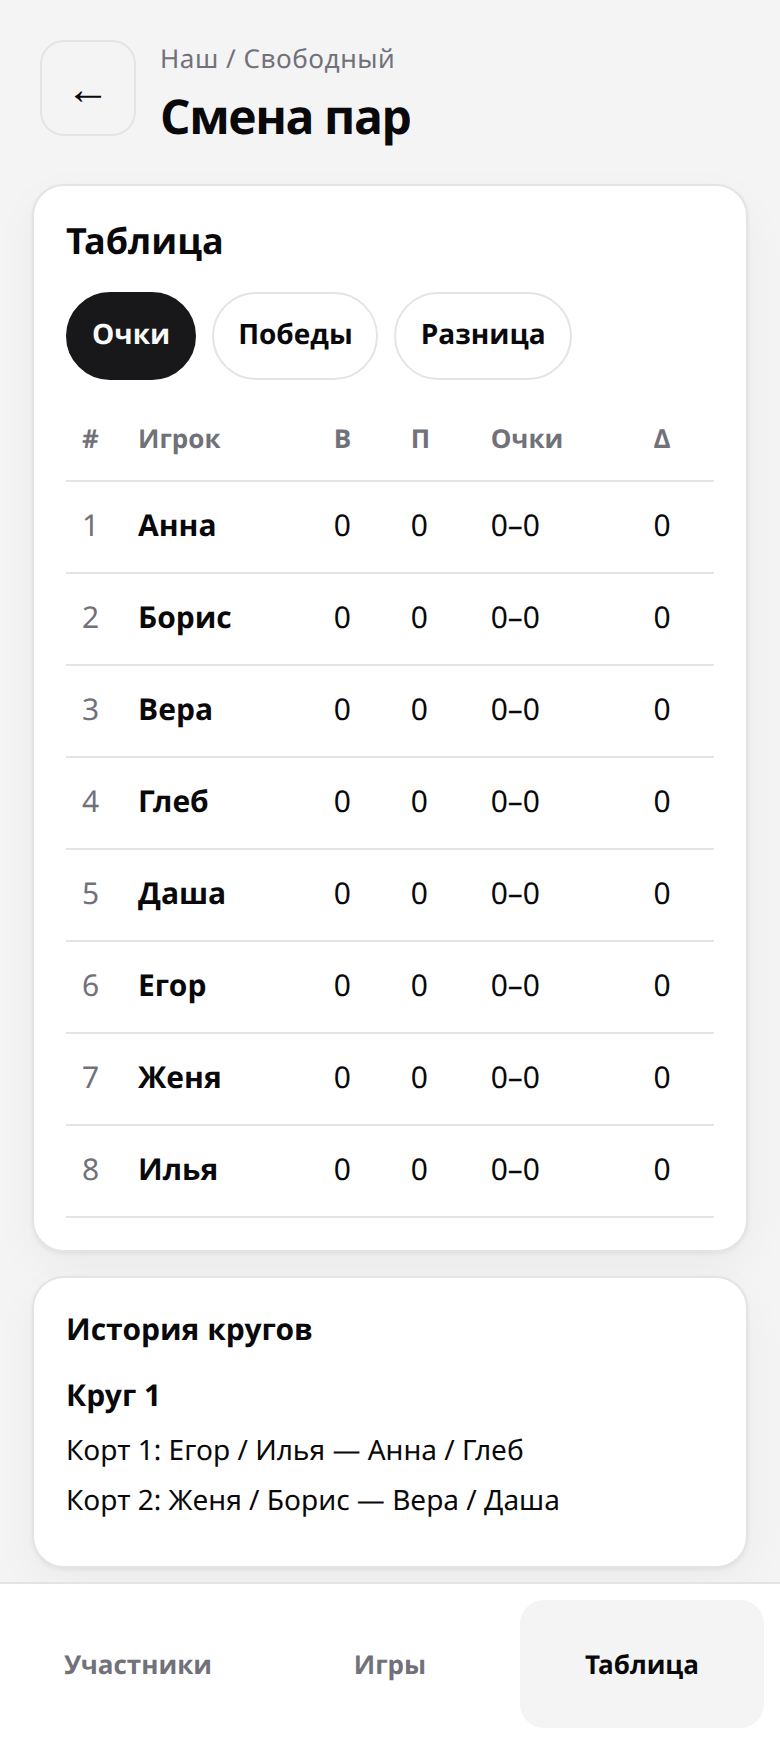 ←
Наш / Свободный
Смена пар
Таблица
Очки Победы Разница
# Игрок В П Очки Δ
1 Анна 0 0 0–0 0
2 Борис 0 0 0–0 0
3 Вера 0 0 0–0 0
4 Глеб 0 0 0–0 0
5 Даша 0 0 0–0 0
6 Егор 0 0 0–0 0
7 Женя 0 0 0–0 0
8 Илья 0 0 0–0 0
История кругов
Круг 1
Корт 1: Егор / Илья — Анна / Глеб
Корт 2: Женя / Борис — Вера / Даша
Участники Игры Таблица